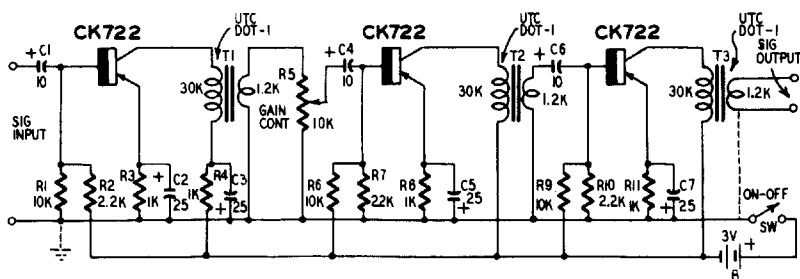 CK722
UTC
DOT-1
T1
+
C1
10
30K
1.2K
R5
GAIN
CONT
10K
+
C4
10
CK722
UTC
DOT-1
T2
30K
1.2K
+
C6
10
CK722
UTC
DOT-1
T3
SIG
OUTPUT
30K
1.2K
SIG
INPUT
R1
10K
R2
2.2K
R3
1K
+
C2
25
R4
1K
C3
25
+
R6
10K
R7
22K
R8
1K
C5
25
+
R9
10K
R10
2.2K
R11
1K
C7
25
+
ON-OFF
SW
3V
+
B